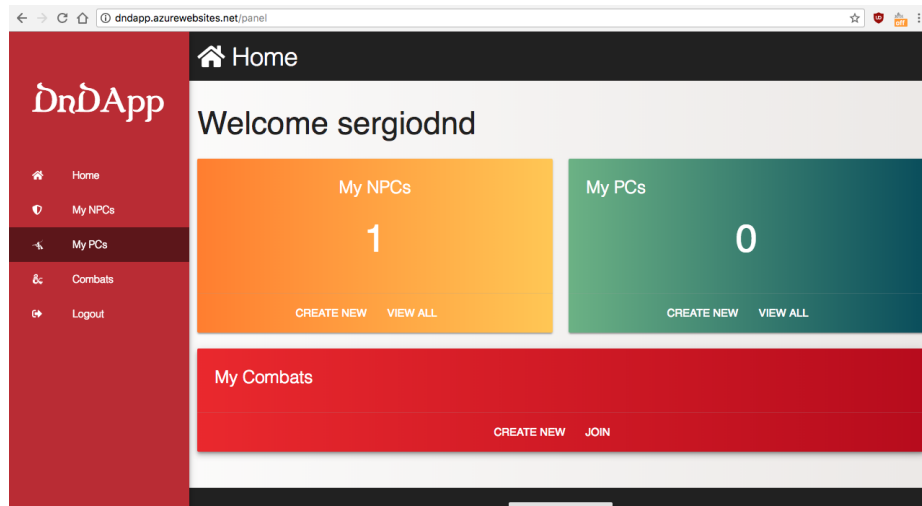 dndapp.azurewebsites.net/panel
off
DnDApp
Home
My NPCs
My PCs
Combats
Logout
Home
Welcome sergiodnd
My NPCs
1
CREATE NEW VIEW ALL
My PCs
0
CREATE NEW VIEW ALL
My Combats
CREATE NEW JOIN